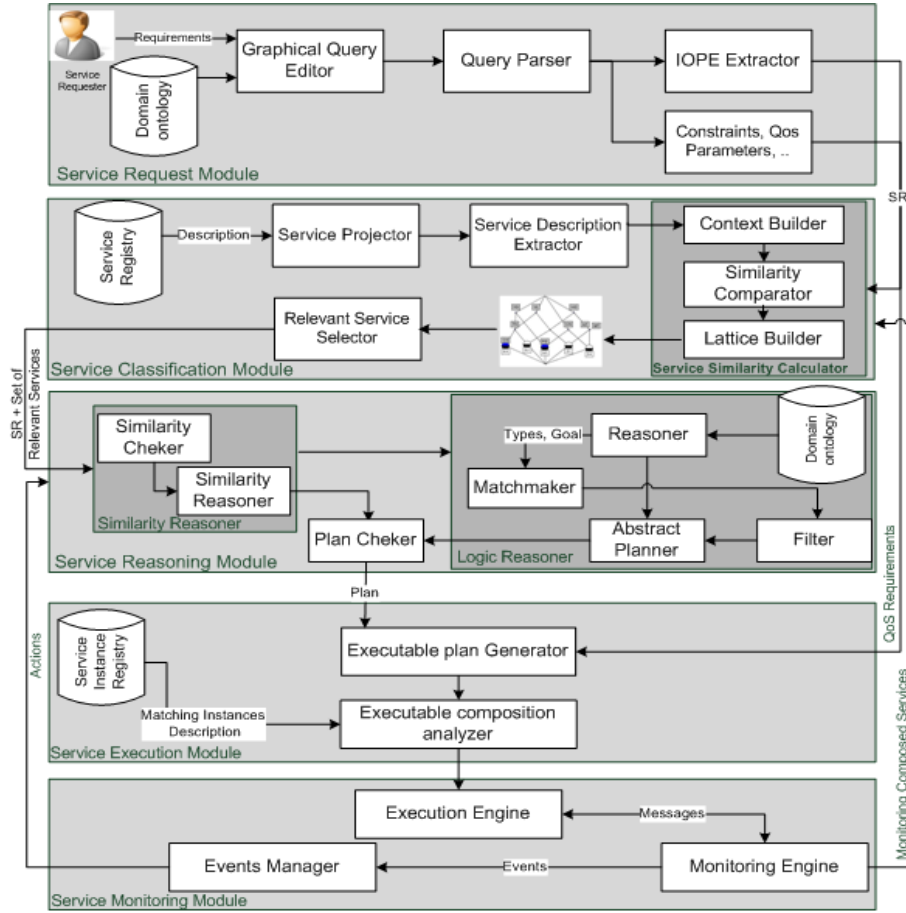 Requirements
Service
Requester
Domain
ontology
Graphical Query
Editor
Query Parser
IOPE Extractor
Constraints, Qos
Parameters, ..
Service Request Module
SR
Service
Registry
Description
Service Projector
Service Description
Extractor
Context Builder
Similarity
Comparator
Lattice Builder
Service Similarity Calculator
Relevant Service
Selector
Service Classification Module
SR + Set of
Relevant Services
Similarity
Cheker
Similarity
Reasoner
Similarity Reasoner
Types, Goal
Reasoner
Domain
ontology
Matchmaker
Abstract
Planner
Filter
Logic Reasoner
Plan Cheker
Service Reasoning Module
Plan
QoS Requirements
Actions
Service
Instance
Registry
Executable plan Generator
Matching Instances
Description
Executable composition
analyzer
Service Execution Module
Monitoring Composed Services
Execution Engine
Messages
Events Manager
Events
Monitoring Engine
Service Monitoring Module